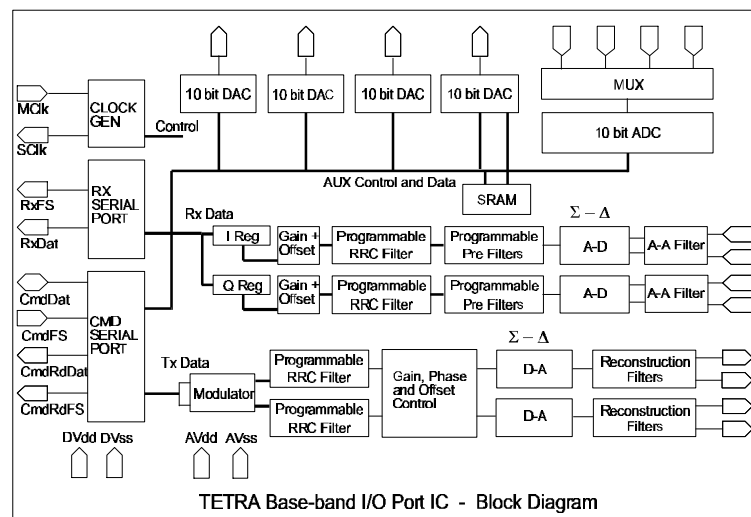 MClk
SClk
CLOCK
GEN
Control
10 bit DAC
10 bit DAC
10 bit DAC
10 bit DAC
MUX
10 bit ADC
RxFS
RxDat
RX
SERIAL
PORT
AUX Control and Data
SRAM
Rx Data
I Reg
Gain +
Offset
Programmable
RRC Filter
Programmable
Pre Filters
Σ – Δ
A-D
A-A Filter
Q Reg
Gain +
Offset
Programmable
RRC Filter
Programmable
Pre Filters
A-D
A-A Filter
CmdDat
CmdFS
CmdRdDat
CmdRdFS
CMD
SERIAL
PORT
Tx Data
Modulator
Programmable
RRC Filter
Programmable
RRC Filter
Gain, Phase
and Offset
Control
Σ – Δ
D-A
Reconstruction
Filters
D-A
Reconstruction
Filters
DVdd DVss
AVdd AVss
TETRA Base-band I/O Port IC - Block Diagram